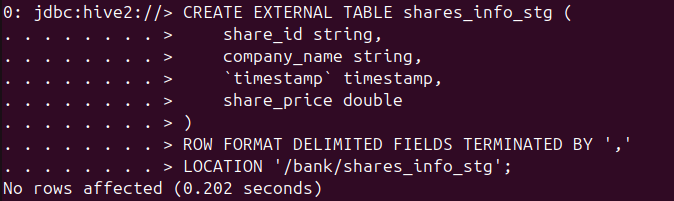 0: jdbc:hive2://> CREATE EXTERNAL TABLE shares_info_stg (
. . . . . . . . >     share_id string,
. . . . . . . . >     company_name string,
. . . . . . . . >     `timestamp` timestamp,
. . . . . . . . >     share_price double
. . . . . . . . > )
. . . . . . . . > ROW FORMAT DELIMITED FIELDS TERMINATED BY ','
. . . . . . . . > LOCATION '/bank/shares_info_stg';
No rows affected (0.202 seconds)